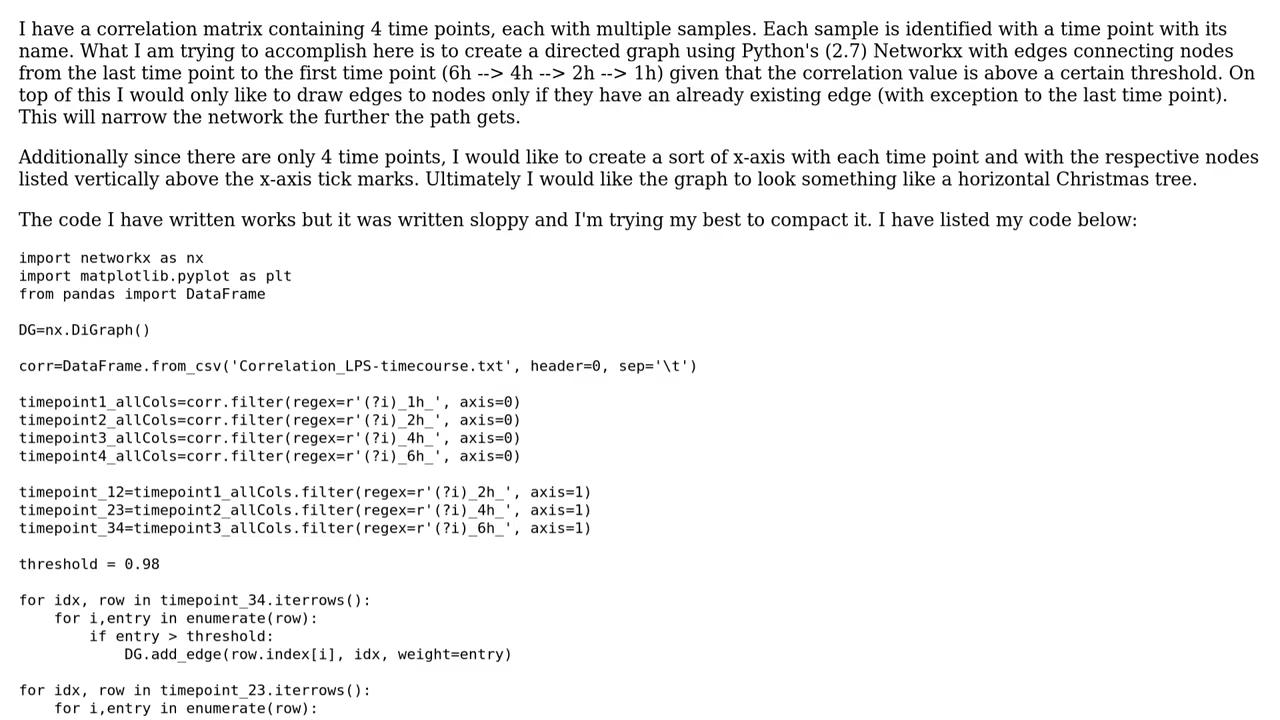 I have a correlation matrix containing 4 time points, each with multiple samples. Each sample is identified with a time point with its
name. What I am trying to accomplish here is to create a directed graph using Python's (2.7) Networkx with edges connecting nodes
from the last time point to the first time point (6h --> 4h --> 2h --> 1h) given that the correlation value is above a certain threshold. On
top of this I would only like to draw edges to nodes only if they have an already existing edge (with exception to the last time point).
This will narrow the network the further the path gets.
Additionally since there are only 4 time points, I would like to create a sort of x-axis with each time point and with the respective nodes
listed vertically above the x-axis tick marks. Ultimately I would like the graph to look something like a horizontal Christmas tree.
The code I have written works but it was written sloppy and I'm trying my best to compact it. I have listed my code below:
import networkx as nx
import matplotlib.pyplot as plt
from pandas import DataFrame
DG=nx.DiGraph()
corr=DataFrame.from_csv('Correlation_LPS-timecourse.txt', header=0, sep='\t')
timepoint1_allCols=corr.filter(regex=r'(?i)_1h_', axis=0)
timepoint2_allCols=corr.filter(regex=r'(?i)_2h_', axis=0)
timepoint3_allCols=corr.filter(regex=r'(?i)_4h_', axis=0)
timepoint4_allCols=corr.filter(regex=r'(?i)_6h_', axis=0)
timepoint_12=timepoint1_allCols.filter(regex=r'(?i)_2h_', axis=1)
timepoint_23=timepoint2_allCols.filter(regex=r'(?i)_4h_', axis=1)
timepoint_34=timepoint3_allCols.filter(regex=r'(?i)_6h_', axis=1)
threshold = 0.98
for idx, row in timepoint_34.iterrows():
    for i,entry in enumerate(row):
        if entry > threshold:
            DG.add_edge(row.index[i], idx, weight=entry)
for idx, row in timepoint_23.iterrows():
    for i,entry in enumerate(row):